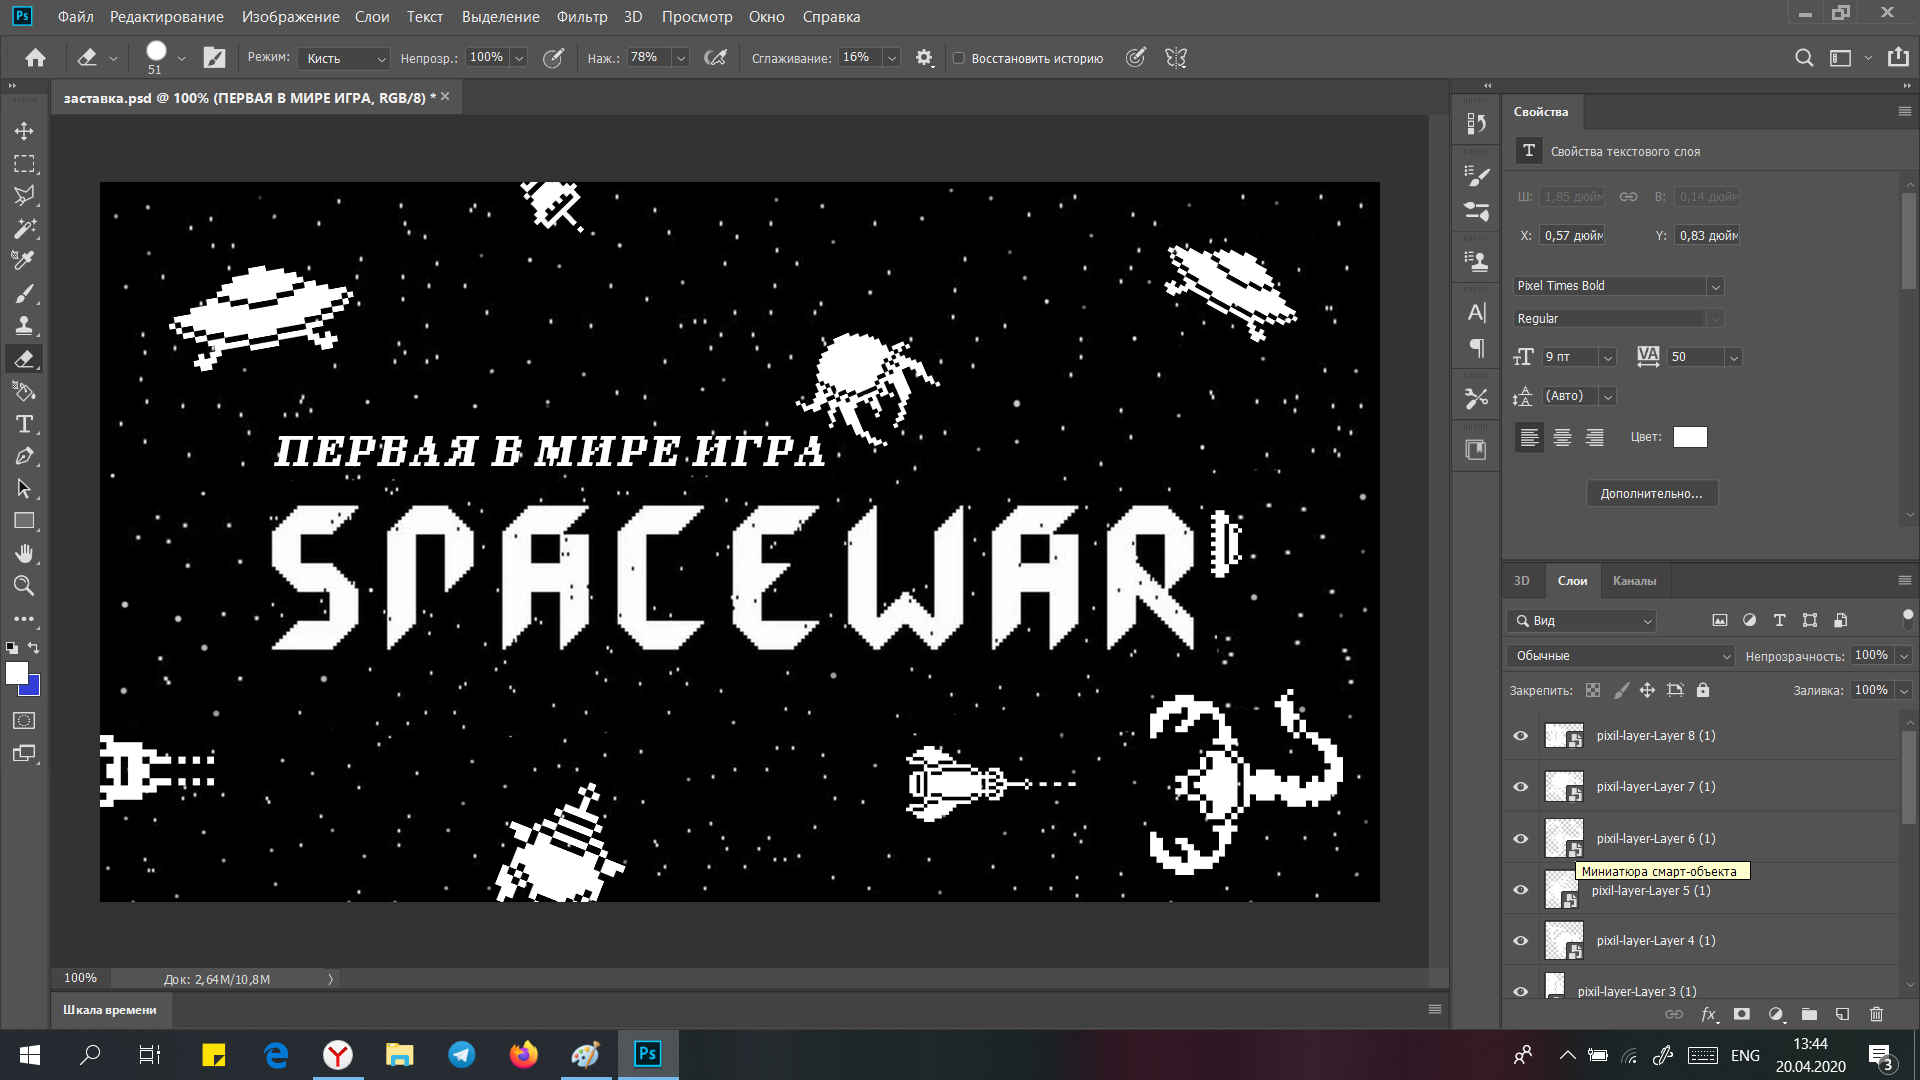 Ps Файл Редактирование Изображение Слои Текст Выделение Фильтр 3D Просмотр Окно Справка
51 Режим: Кисть Непрозр.: 100% Наж.: 78% Сглаживание: 16% Восстановить историю
заставка.psd @ 100% (ПЕРВАЯ В МИРЕ ИГРА, RGB/8) *
Свойства
Свойства текстового слоя
Ш: 1,85 дюйм В: 0,14 дюйм
X: 0,57 дюйм Y: 0,83 дюйм
Pixel Times Bold
Regular
9 пт VA 50
(Авто)
Цвет:
Дополнительно...
ПЕРВАЯ В МИРЕ ИГРА
SPACEWAR
3D Слои Каналы
Вид
Обычные Непрозрачность: 100%
Закрепить: Заливка: 100%
pixil-layer-Layer 8 (1)
pixil-layer-Layer 7 (1)
pixil-layer-Layer 6 (1)
Миниатюра смарт-объекта
pixil-layer-Layer 5 (1)
pixil-layer-Layer 4 (1)
pixil-layer-Layer 3 (1)
100% Док: 2,64M/10,8M
Шкала времени
fx
Ps ENG 13:44
20.04.2020 3